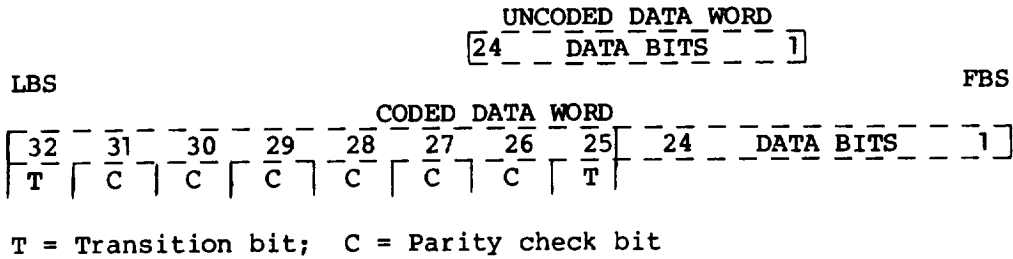 UNCODED DATA WORD
24 DATA BITS 1
LBS FBS
CODED DATA WORD
32 31 30 29 28 27 26 25 24 DATA BITS 1
T C C C C C C T
T = Transition bit; C = Parity check bit